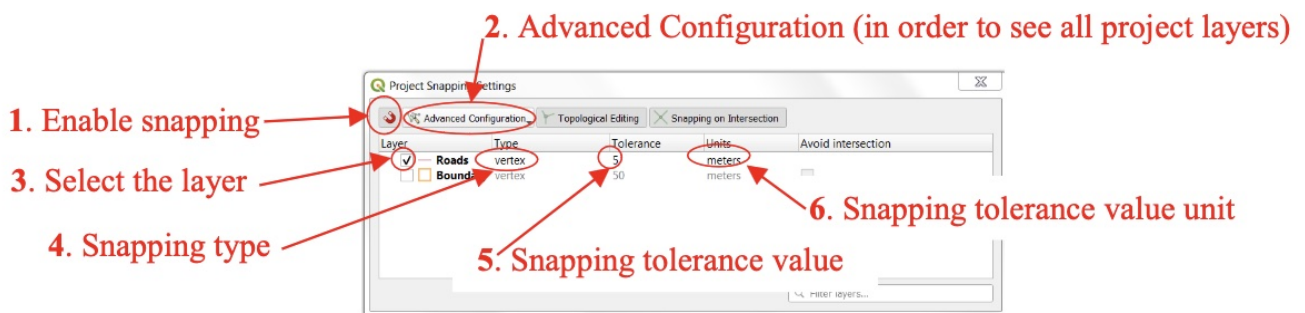 2. Advanced Configuration (in order to see all project layers)
Project Snapping Settings
1. Enable snapping
Advanced Configuration
Topological Editing
Snapping on Intersection
Layer Type Tolerance Units Avoid intersection
Roads vertex 5 meters
3. Select the layer
Bounda vertex 50 meters
6. Snapping tolerance value unit
4. Snapping type
5. Snapping tolerance value
Filter layers...